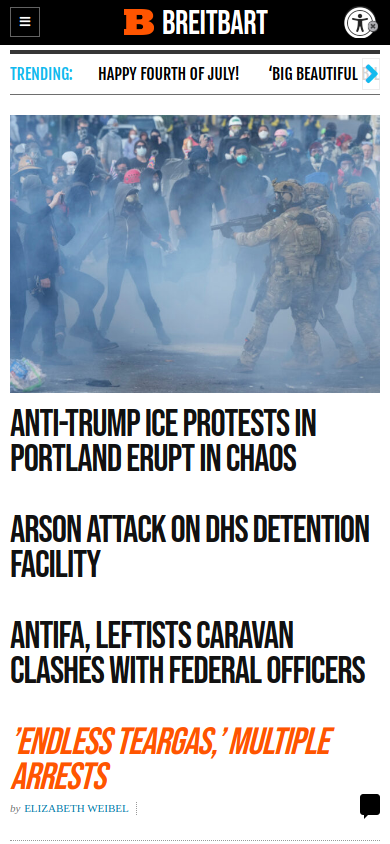 B BREITBART
TRENDING: HAPPY FOURTH OF JULY! ‘BIG BEAUTIFUL
ANTI-TRUMP ICE PROTESTS IN
PORTLAND ERUPT IN CHAOS
ARSON ATTACK ON DHS DETENTION
FACILITY
ANTIFA, LEFTISTS CARAVAN
CLASHES WITH FEDERAL OFFICERS
’ENDLESS TEARGAS,’ MULTIPLE
ARRESTS
by ELIZABETH WEIBEL